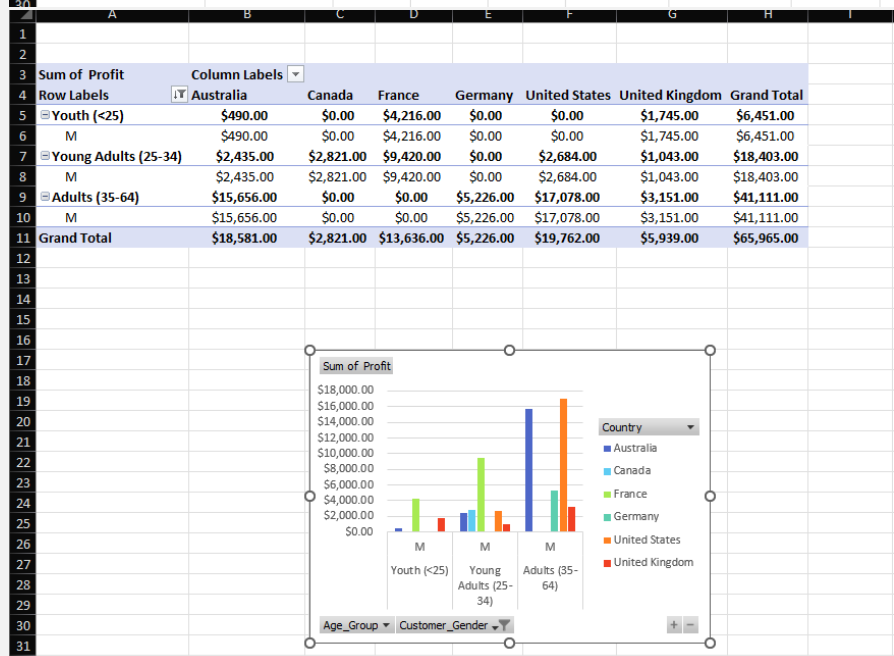 30
A B C D E F G H I
1
2
3 Sum of Profit Column Labels
4 Row Labels Australia Canada France Germany United States United Kingdom Grand Total
5 Youth (<25) $490.00 $0.00 $4,216.00 $0.00 $0.00 $1,745.00 $6,451.00
6 M $490.00 $0.00 $4,216.00 $0.00 $0.00 $1,745.00 $6,451.00
7 Young Adults (25-34) $2,435.00 $2,821.00 $9,420.00 $0.00 $2,684.00 $1,043.00 $18,403.00
8 M $2,435.00 $2,821.00 $9,420.00 $0.00 $2,684.00 $1,043.00 $18,403.00
9 Adults (35-64) $15,656.00 $0.00 $0.00 $5,226.00 $17,078.00 $3,151.00 $41,111.00
10 M $15,656.00 $0.00 $0.00 $5,226.00 $17,078.00 $3,151.00 $41,111.00
11 Grand Total $18,581.00 $2,821.00 $13,636.00 $5,226.00 $19,762.00 $5,939.00 $65,965.00
12
13
14
15
16
17
18
19
20
21
22
23
24
25
26
27
28
29
30
31
Sum of Profit
$18,000.00
$16,000.00
$14,000.00
$12,000.00
$10,000.00
$8,000.00
$6,000.00
$4,000.00
$2,000.00
$0.00
M M M
Youth (<25) Young Adults (35-
Adults (25- 64)
34)
Country
Australia
Canada
France
Germany
United States
United Kingdom
Age_Group Customer_Gender + −